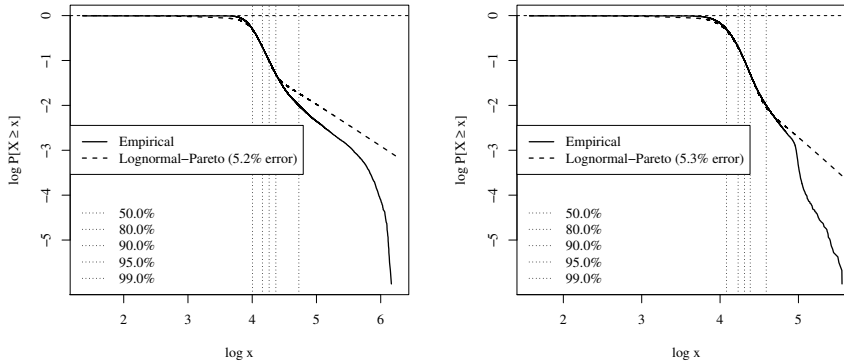 0
−1
−2
−3
−4
−5
log P[X ≥ x]
Empirical
Lognormal−Pareto (5.2% error)
50.0%
80.0%
90.0%
95.0%
99.0%
2 3 4 5 6
log x
0
−1
−2
−3
−4
−5
log P[X ≥ x]
Empirical
Lognormal−Pareto (5.3% error)
50.0%
80.0%
90.0%
95.0%
99.0%
2 3 4 5
log x